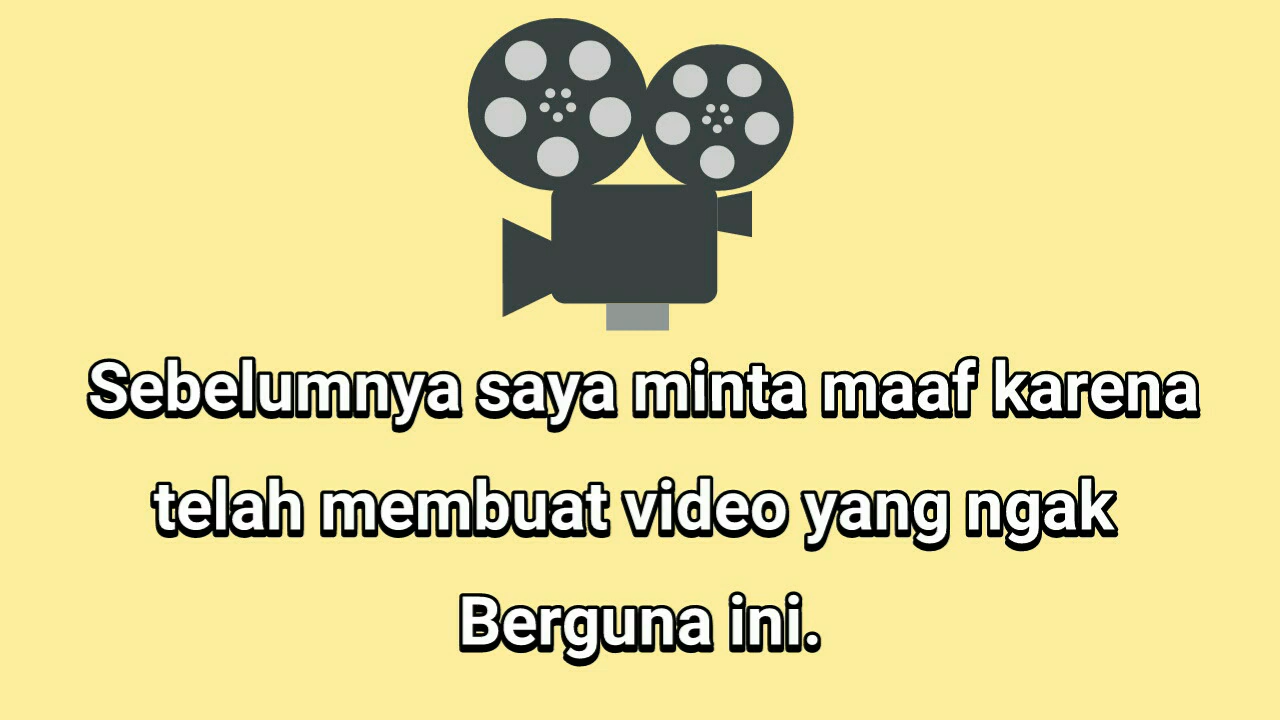 Sebelumnya saya minta maaf karena
telah membuat video yang ngak
Berguna ini.